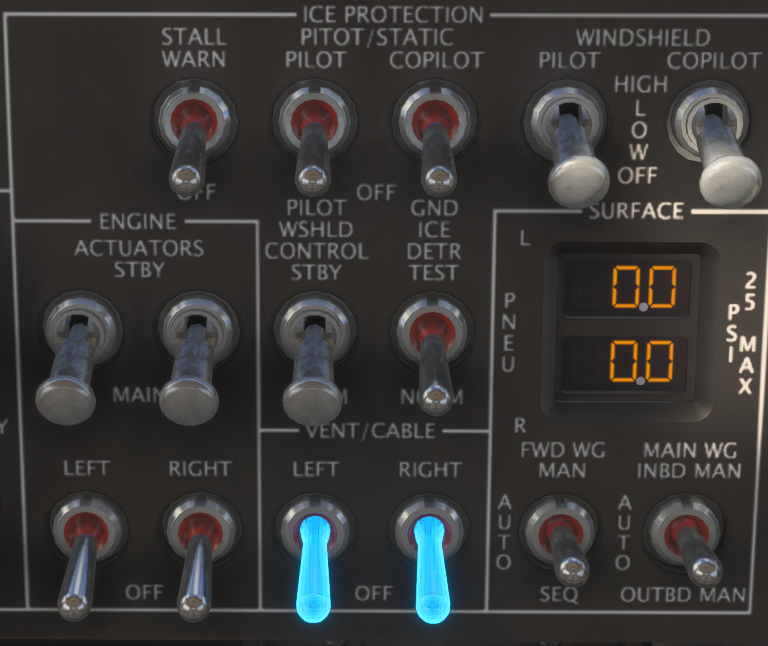 ICE PROTECTION
STALL WARN
PITOT/STATIC
PILOT COPILOT
WINDSHIELD
PILOT COPILOT
HIGH
LOW
OFF
OFF
OFF
ENGINE
ACTUATORS
STBY
MAIN
PILOT
WSHLD
CONTROL
STBY
GND
ICE
DETR
TEST
SURFACE
L
PNEU
R
0.0
0.0
PSI
25 MAX
VENT/CABLE
LEFT RIGHT
OFF
LEFT RIGHT
OFF
FWD WG
MAN
AUTO
SEQ
MAIN WG
INBD MAN
AUTO
OUTBD MAN